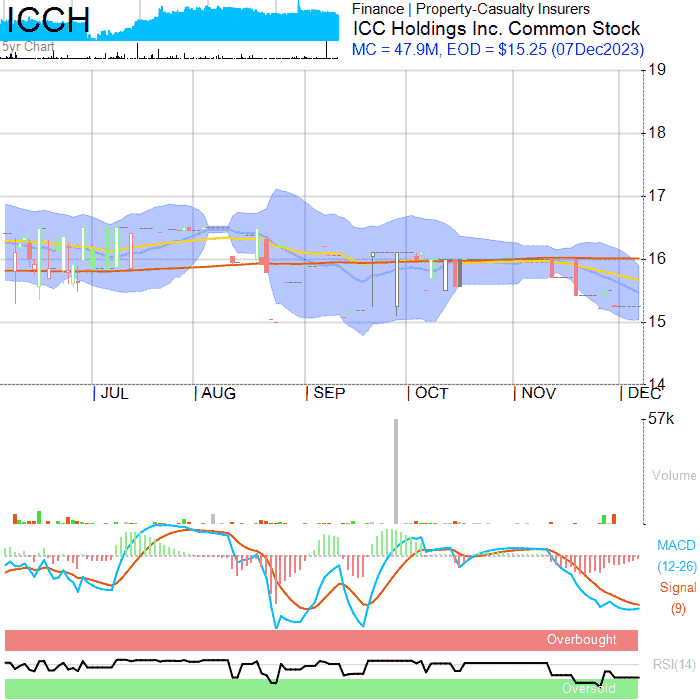 ICCH
Finance | Property-Casualty Insurers
ICC Holdings Inc. Common Stock
5yr Chart
MC = 47.9M, EOD = $15.25 (07Dec2023)
19
18
17
16
15
14
JUL AUG SEP OCT NOV DEC
57k
Volume
MACD
(12-26)
Signal
(9)
Overbought
RSI(14)
Oversold